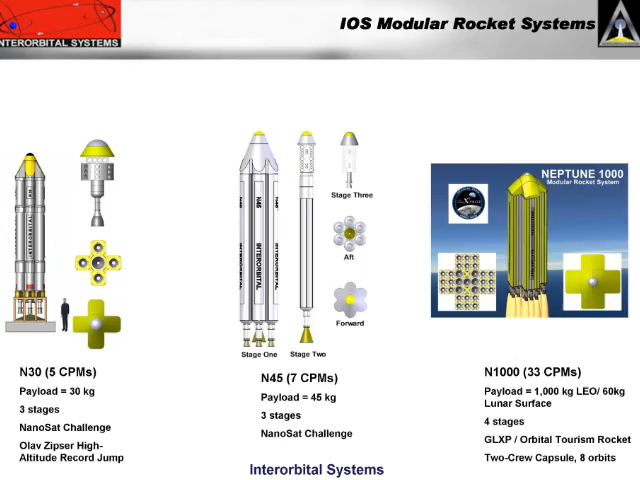 INTERORBITAL SYSTEMS
IOS Modular Rocket Systems
INTERORBITAL
N45
INTERORBITAL
Stage Three
Aft
Forward
Stage One
Stage Two
NEPTUNE 1000
Modular Rocket System
N30 (5 CPMs)
Payload = 30 kg
3 stages
NanoSat Challenge
Olav Zipser High-
Altitude Record Jump
N45 (7 CPMs)
Payload = 45 kg
3 stages
NanoSat Challenge
N1000 (33 CPMs)
Payload = 1,000 kg LEO/ 60kg
Lunar Surface
4 stages
GLXP / Orbital Tourism Rocket
Two-Crew Capsule, 8 orbits
Interorbital Systems